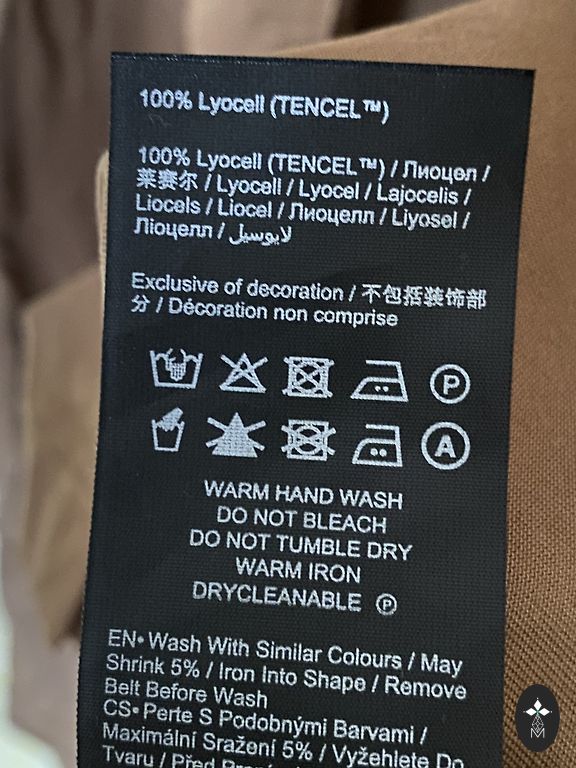 100% Lyocell (TENCEL™)
100% Lyocell (TENCEL™) / Лиоцел /
莱赛尔 / Lyocell / Lyocel / Lajocelis /
Liocels / Liocel / Лиоцелл / Liyosel /
Ліоцелл / لايوسيل
Exclusive of decoration / 不包括装饰部
分 / Décoration non comprise
P
A
WARM HAND WASH
DO NOT BLEACH
DO NOT TUMBLE DRY
WARM IRON
DRYCLEANABLE Ⓟ
EN• Wash With Similar Colours / May
Shrink 5% / Iron Into Shape / Remove
Belt Before Wash
CS• Perte S Podobnými Barvami /
Maximální Sražení 5% / Vyžehlete Do
Tvaru / Před
M